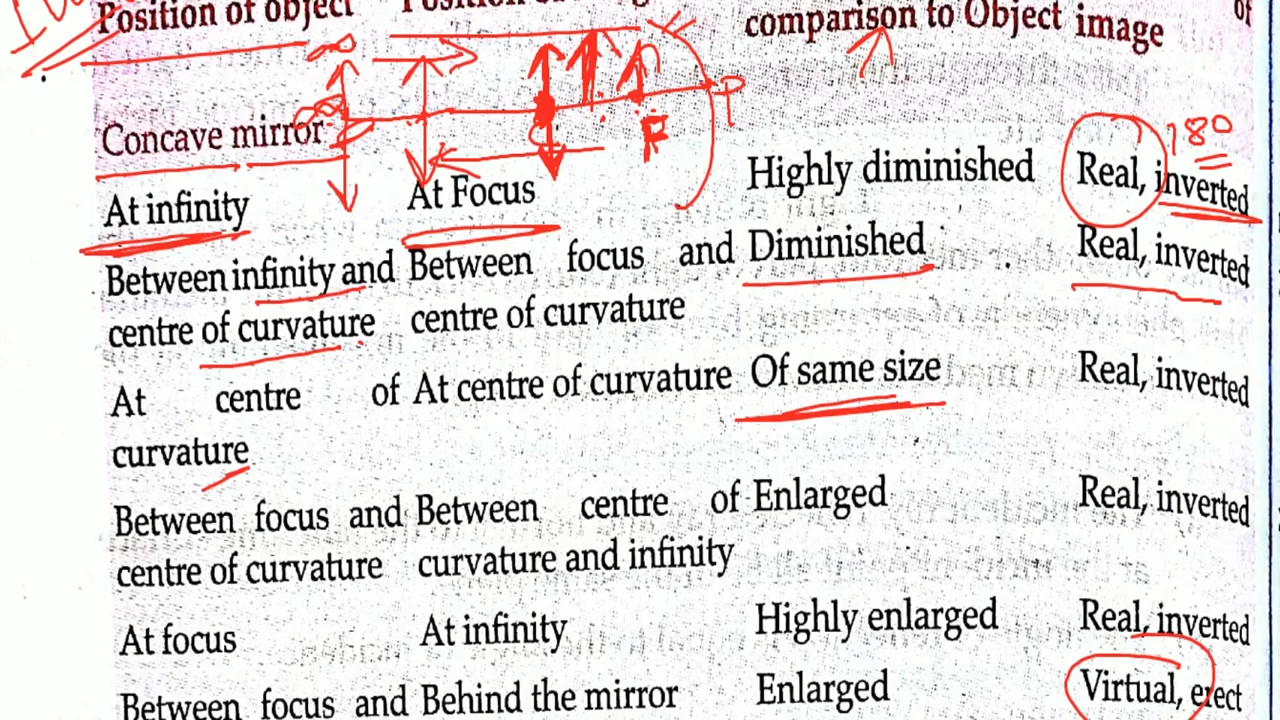 Position of object
comparison to Object image
of
P
F
Concave mirror
180
At infinity At Focus Highly diminished Real, inverted
Between infinity and Between focus and Diminished Real, inverted
centre of curvature centre of curvature
At centre of At centre of curvature Of same size Real, inverted
curvature
Between focus and Between centre of Enlarged Real, inverted
centre of curvature curvature and infinity
At focus At infinity Highly enlarged Real, inverted
Between focus and Behind the mirror Enlarged Virtual, erect